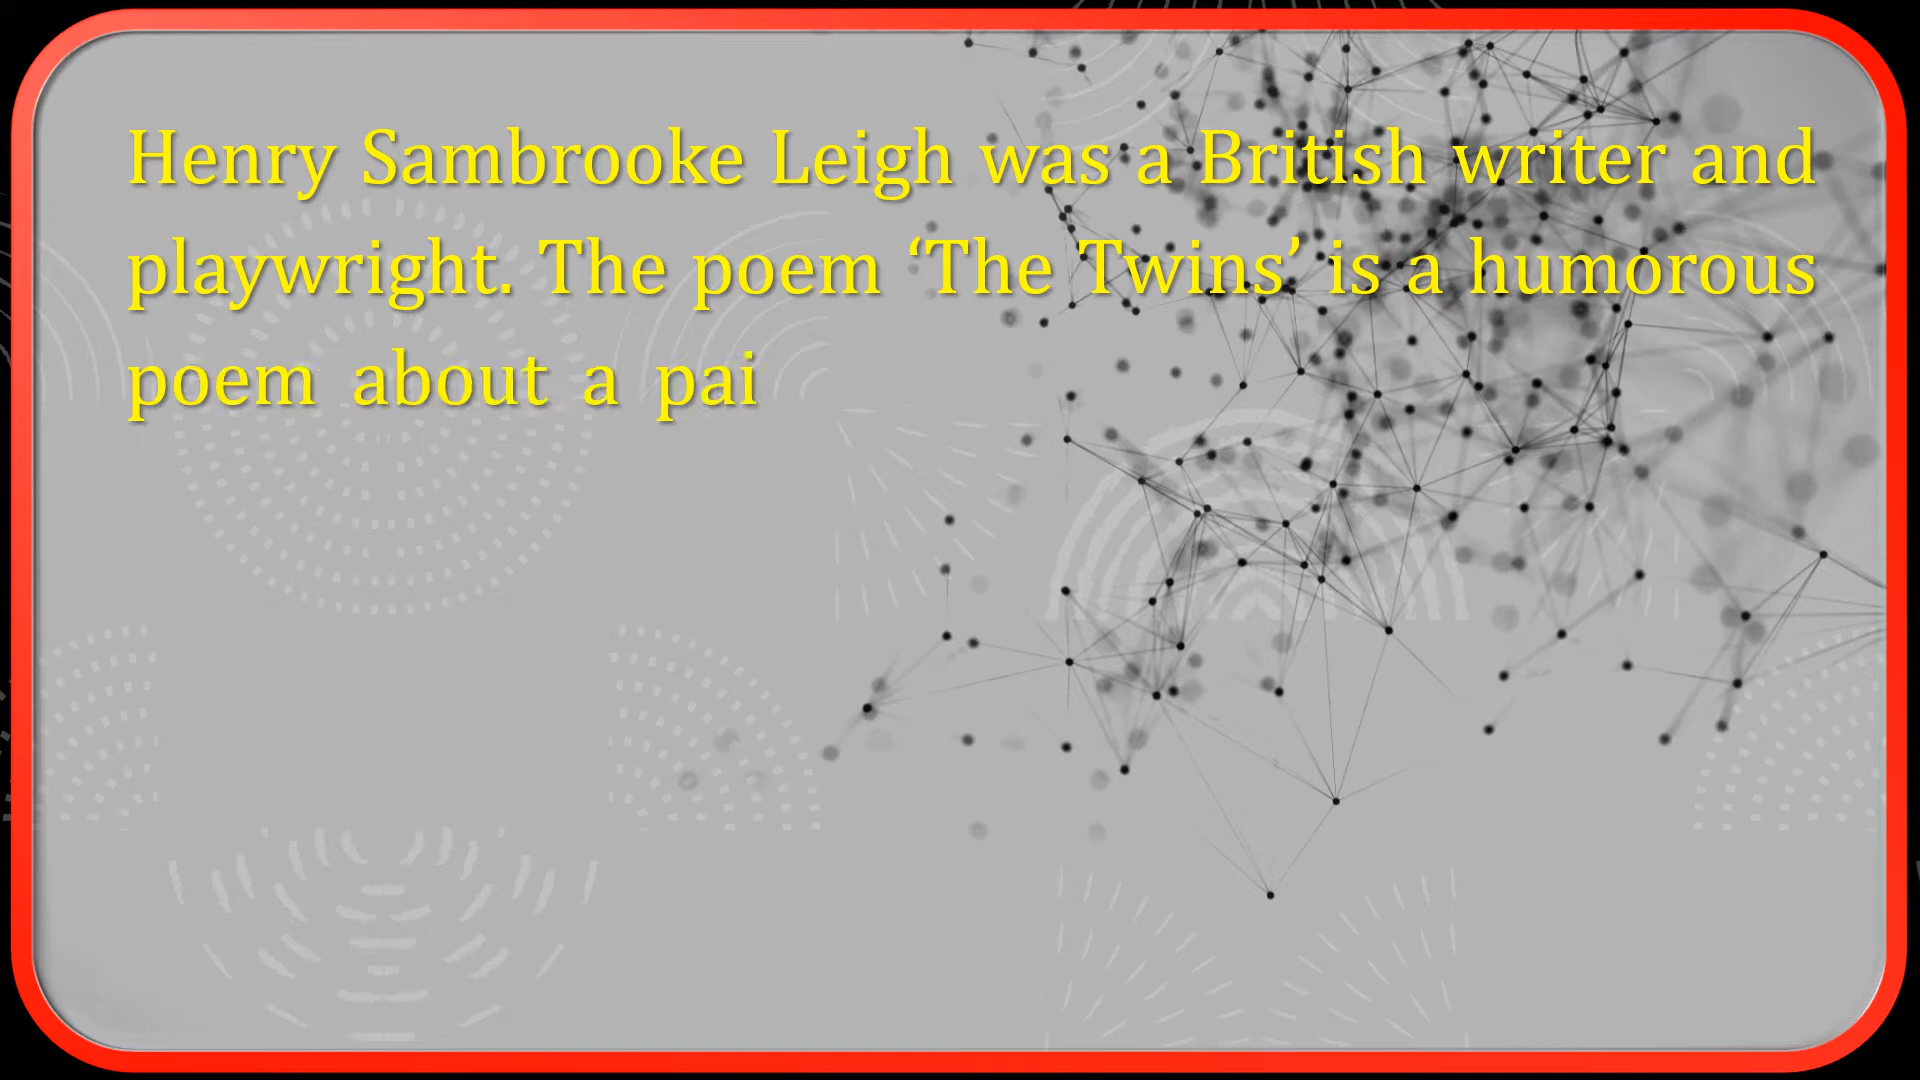 Henry Sambrooke Leigh was a British writer and
playwright. The poem ‘The Twins’ is a humorous
poem about a pai